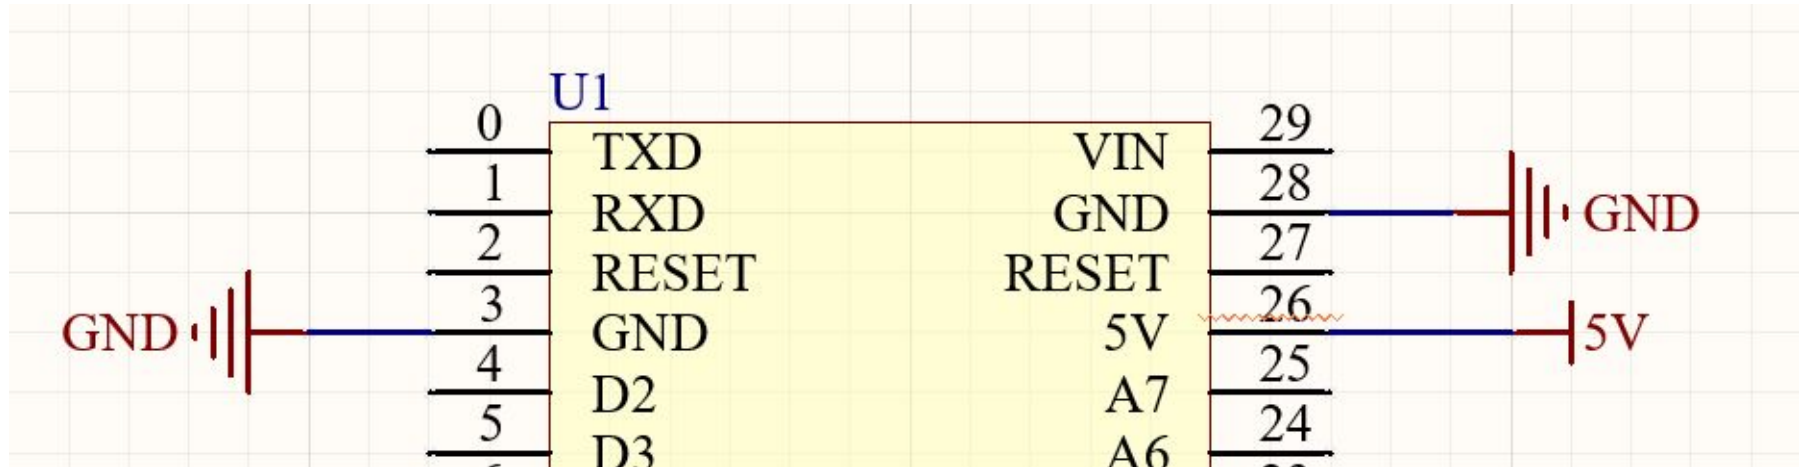 U1
0 TXD VIN 29
1 RXD GND 28 GND
2 RESET RESET 27
GND 3 GND 5V 26 5V
4 D2 A7 25
5 D3 A6 24